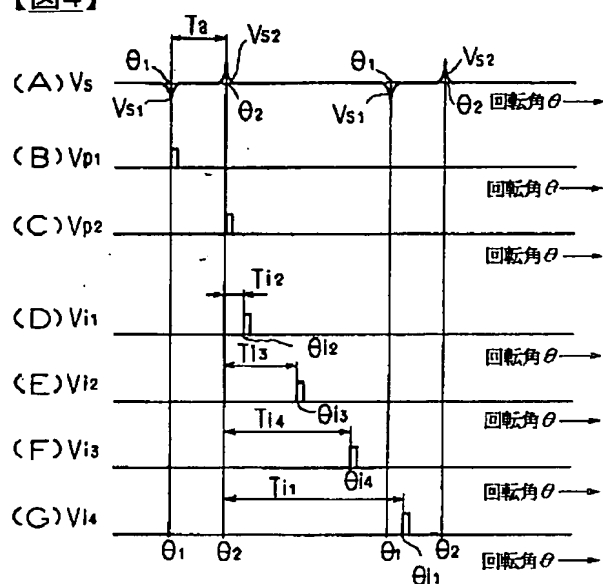 【図4】
Ta
θ1 VS2 θ1 VS2
(A) VS
VS1 θ2 VS1 θ2 回転角θ
(B) Vp1
回転角θ
(C) Vp2
回転角θ
Ti2
(D) Vi1
θi2
回転角θ
Ti3
(E) Vi2
θi3
回転角θ
Ti4
(F) Vi3
θi4
回転角θ
Ti1
(G) Vi4
θ1 θ2 θ1 θ2
θi1
回転角θ